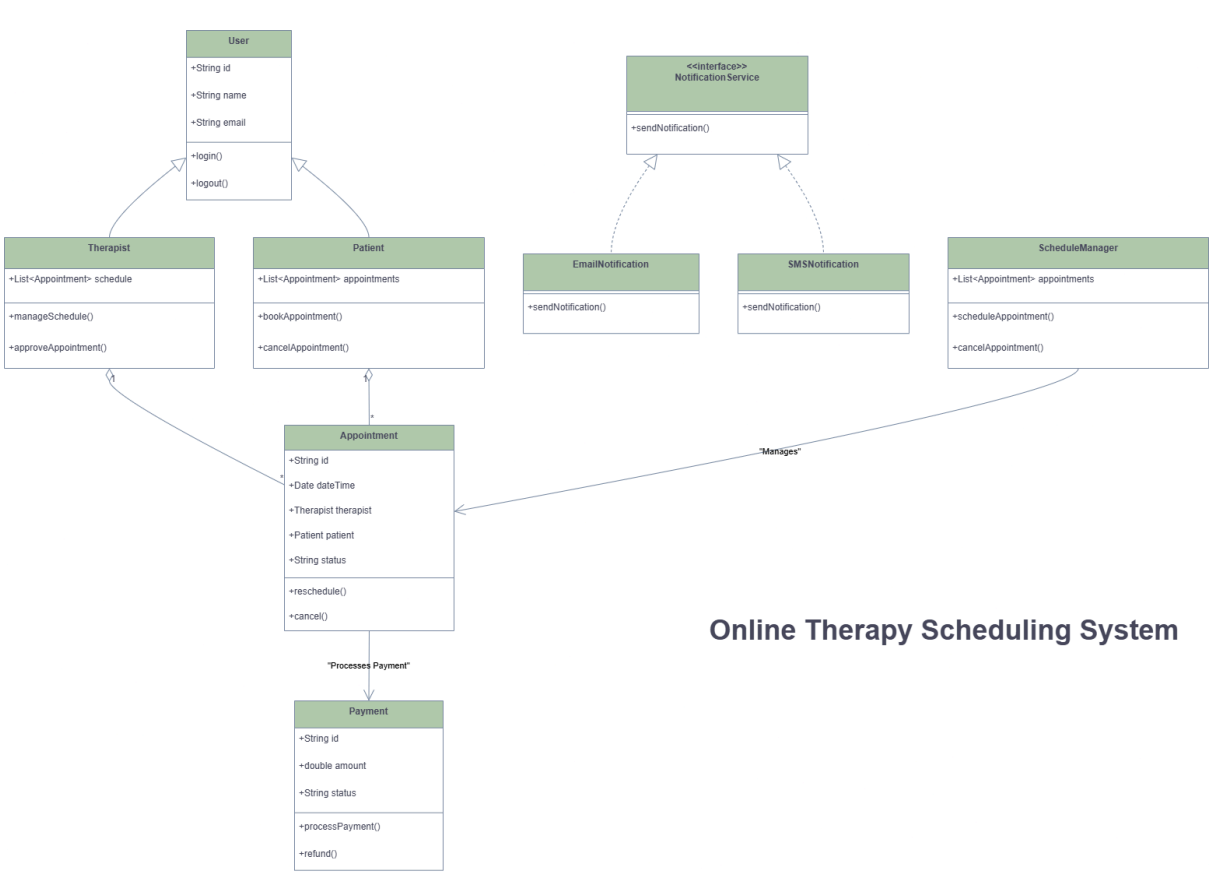 User
+String id
+String name
+String email
+login()
+logout()
<<interface>>
NotificationService
+sendNotification()
Therapist
+List<Appointment> schedule
+manageSchedule()
+approveAppointment()
Patient
+List<Appointment> appointments
+bookAppointment()
+cancelAppointment()
EmailNotification
+sendNotification()
SMSNotification
+sendNotification()
ScheduleManager
+List<Appointment> appointments
+scheduleAppointment()
+cancelAppointment()
1
1
*
*
Appointment
+String id
+Date dateTime
+Therapist therapist
+Patient patient
+String status
+reschedule()
+cancel()
"Manages"
Online Therapy Scheduling System
"Processes Payment"
Payment
+String id
+double amount
+String status
+processPayment()
+refund()